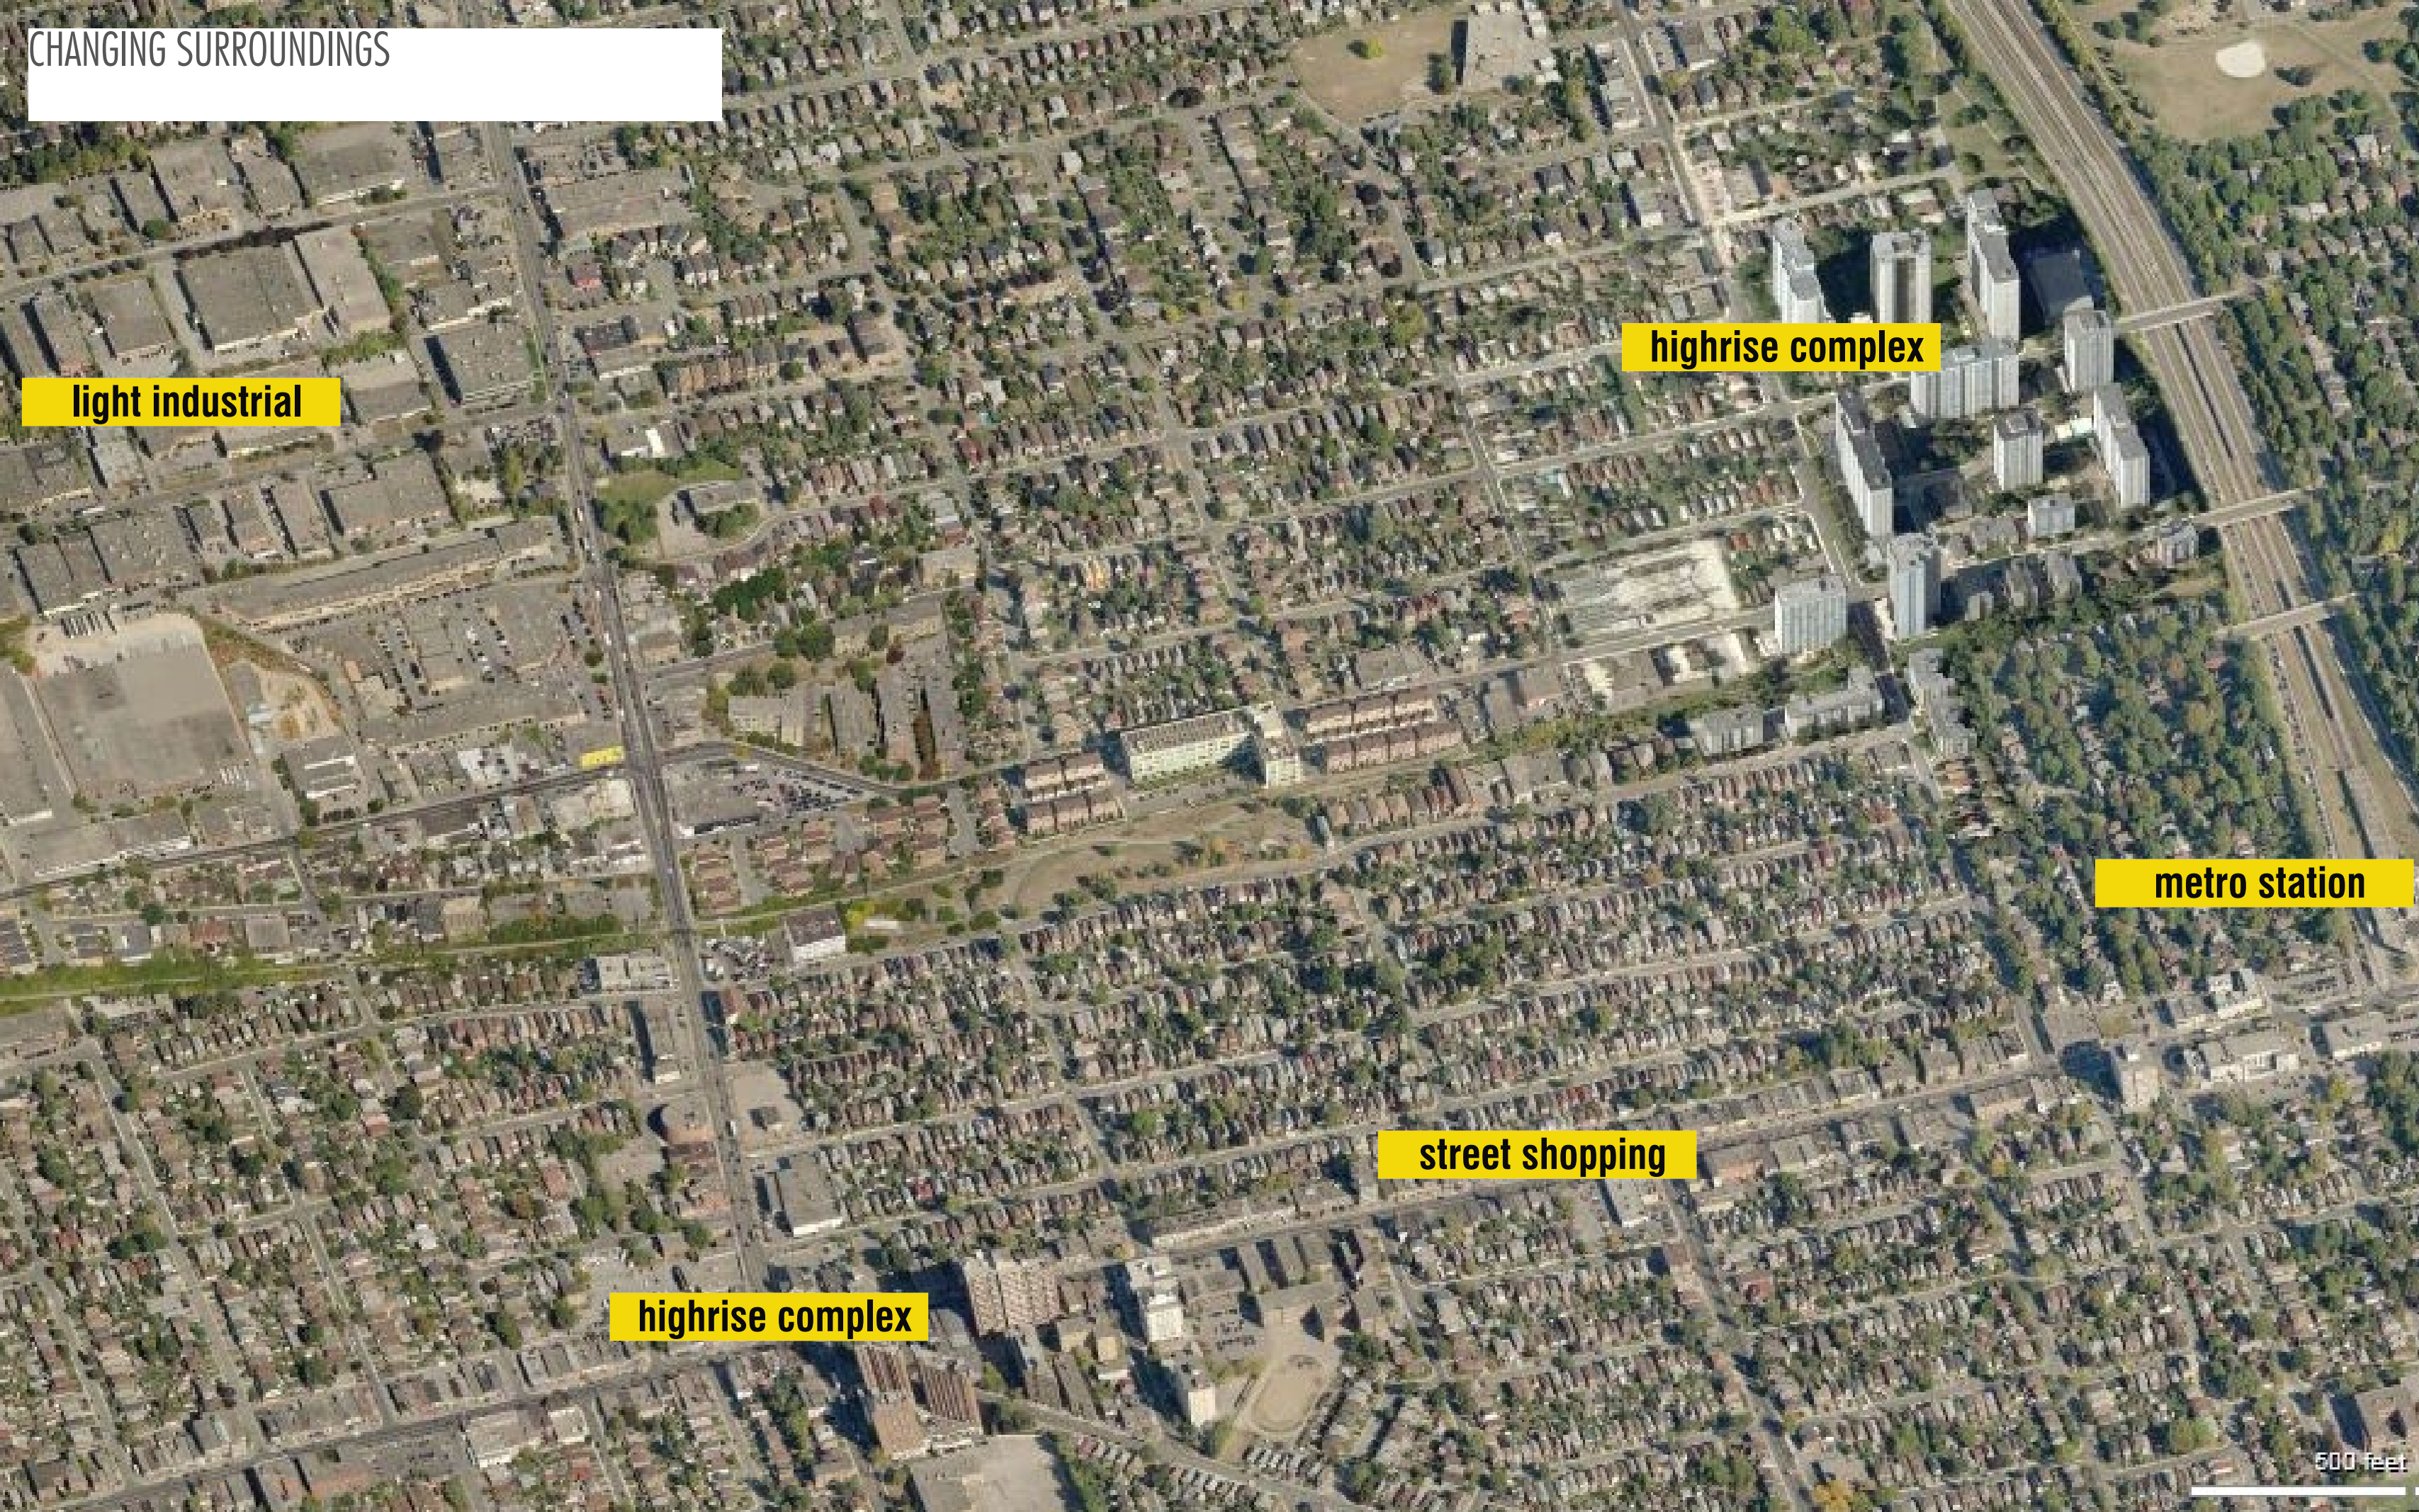 CHANGING SURROUNDINGS
highrise complex
light industrial
metro station
street shopping
highrise complex
500 feet